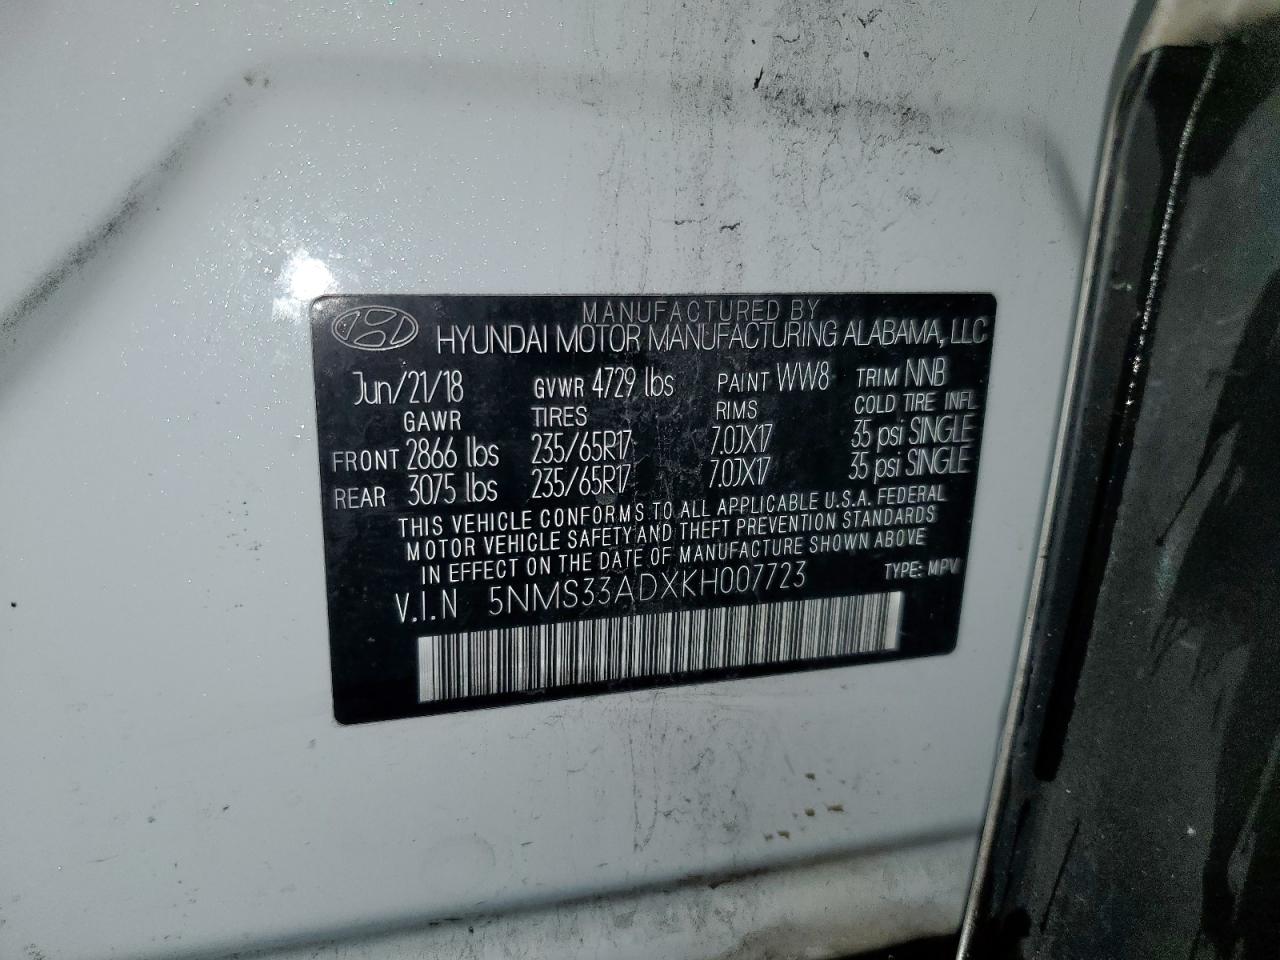 MANUFACTURED BY
HYUNDAI MOTOR MANUFACTURING ALABAMA, LLC
Jun/21/18 GVWR 4729 lbs PAINT WW8 TRIM NNB
GAWR TIRES RIMS COLD TIRE INFL
FRONT 2866 lbs 235/65R17 7.0JX17 35 psi SINGLE
REAR 3075 lbs 235/65R17 7.0JX17 35 psi SINGLE
THIS VEHICLE CONFORMS TO ALL APPLICABLE U.S.A. FEDERAL
MOTOR VEHICLE SAFETY AND THEFT PREVENTION STANDARDS
IN EFFECT ON THE DATE OF MANUFACTURE SHOWN ABOVE
V.I.N 5NMS33ADXKH007723 TYPE: MPV